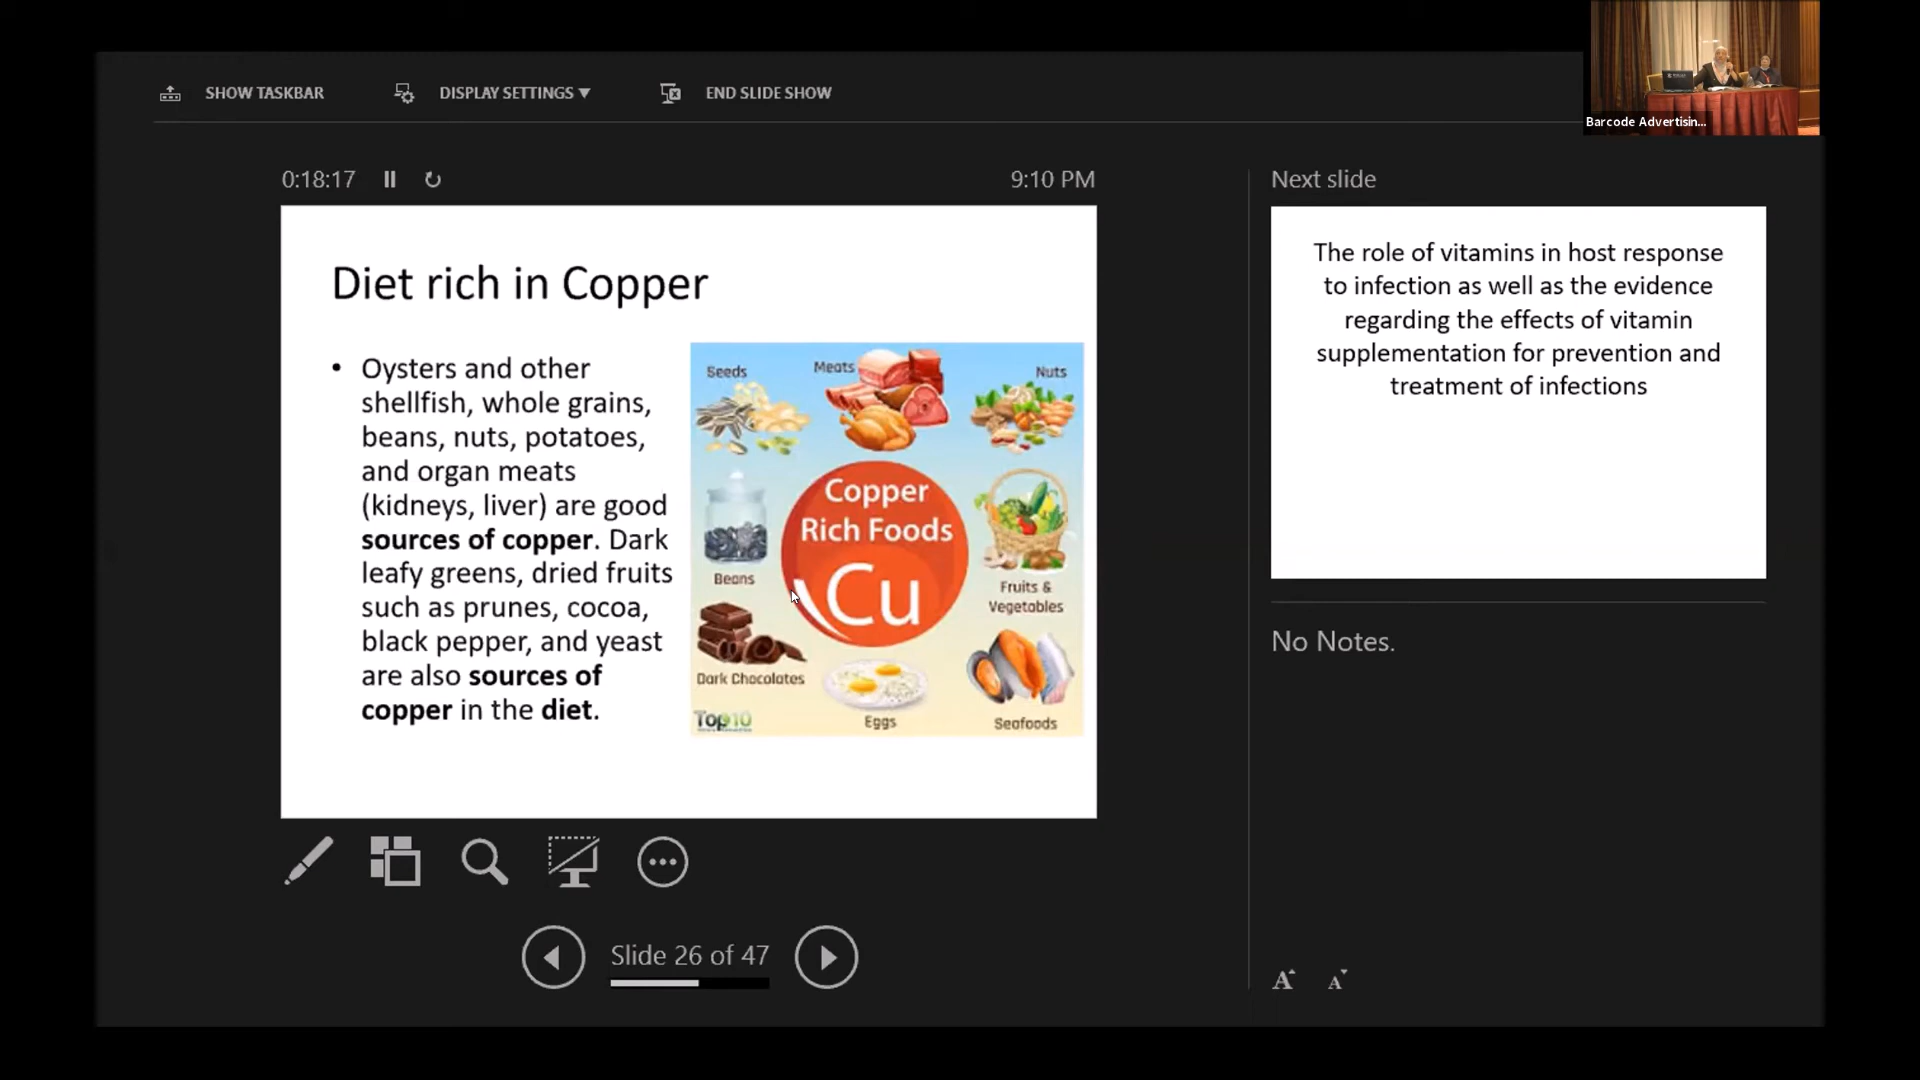 SHOW TASKBAR
DISPLAY SETTINGS ▼
END SLIDE SHOW
Barcode Advertisin...
0:18:17
9:10 PM
Diet rich in Copper
• Oysters and other
shellfish, whole grains,
beans, nuts, potatoes,
and organ meats
(kidneys, liver) are good
sources of copper. Dark
leafy greens, dried fruits
such as prunes, cocoa,
black pepper, and yeast
are also sources of
copper in the diet.
Seeds
Meats
Nuts
Copper
Rich Foods
Cu
Beans
Fruits &
Vegetables
Dark Chocolates
Eggs
Seafoods
Top10
Next slide
The role of vitamins in host response
to infection as well as the evidence
regarding the effects of vitamin
supplementation for prevention and
treatment of infections
No Notes.
Slide 26 of 47
A A